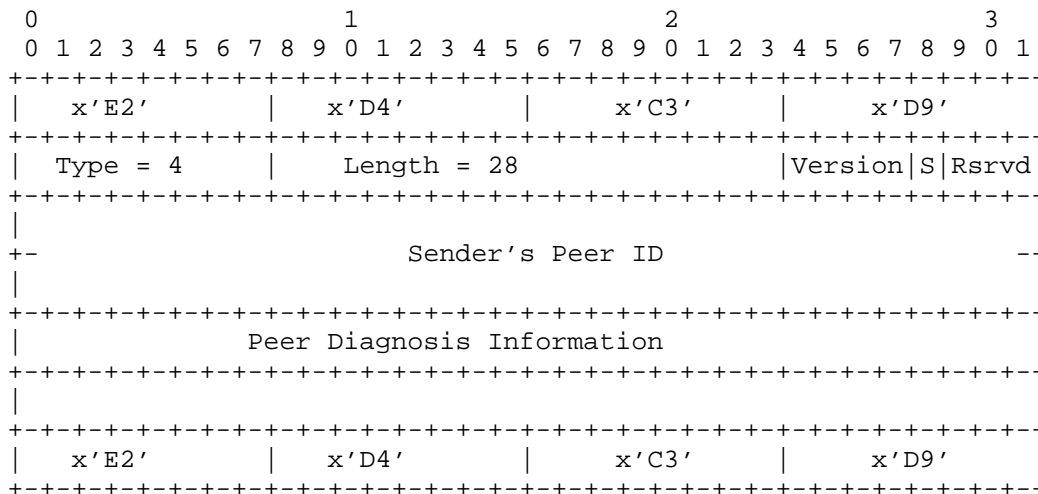 0                   1                   2                   3
 0 1 2 3 4 5 6 7 8 9 0 1 2 3 4 5 6 7 8 9 0 1 2 3 4 5 6 7 8 9 0 1
+-+-+-+-+-+-+-+-+-+-+-+-+-+-+-+-+-+-+-+-+-+-+-+-+-+-+-+-+-+-+-+--
|   x'E2'       |   x'D4'       |     x'C3'     |     x'D9'
+-+-+-+-+-+-+-+-+-+-+-+-+-+-+-+-+-+-+-+-+-+-+-+-+-+-+-+-+-+-+-+--
|  Type = 4     |    Length = 28                |Version|S|Rsrvd
+-+-+-+-+-+-+-+-+-+-+-+-+-+-+-+-+-+-+-+-+-+-+-+-+-+-+-+-+-+-+-+--
|
+-                       Sender's Peer ID                      --
|
+-+-+-+-+-+-+-+-+-+-+-+-+-+-+-+-+-+-+-+-+-+-+-+-+-+-+-+-+-+-+-+--
|              Peer Diagnosis Information
+-+-+-+-+-+-+-+-+-+-+-+-+-+-+-+-+-+-+-+-+-+-+-+-+-+-+-+-+-+-+-+--
|
+-+-+-+-+-+-+-+-+-+-+-+-+-+-+-+-+-+-+-+-+-+-+-+-+-+-+-+-+-+-+-+--
|   x'E2'       |   x'D4'       |     x'C3'     |     x'D9'
+-+-+-+-+-+-+-+-+-+-+-+-+-+-+-+-+-+-+-+-+-+-+-+-+-+-+-+-+-+-+-+--